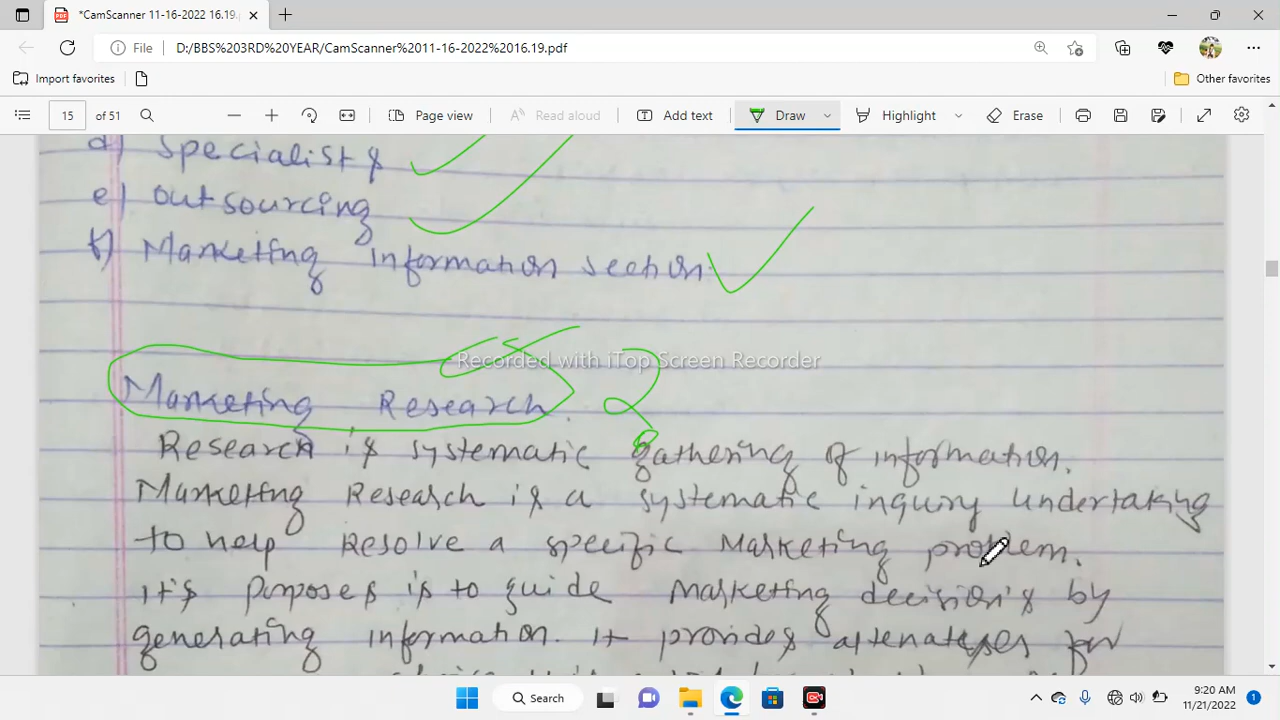 *CamScanner 11-16-2022 16.19.p
File D:/BBS%203RD%20YEAR/CamScanner%2011-16-2022%2016.19.pdf
Import favorites Other favorites
15 of 51 Page view Read aloud Add text Draw Highlight Erase
d) specialists
e) outsourcing
f) Marketing information section
Recorded with iTop Screen Recorder
Marketing Research.
Research is systematic gathering of information.
Marketing Research is a systematic inquiry undertaking
to help resolve a specific Marketing problem.
It's purposes is to guide Marketing decision's by
generating information. It provides for
Search 9:20 AM
11/21/2022
1